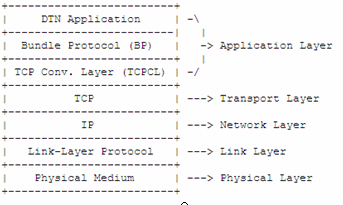 +-------------------------+
|     DTN Application     | -\
+-------------------------+   |
|   Bundle Protocol (BP)  |   -> Application Layer
+-------------------------+   |
| TCP Conv. Layer (TCPCL) | -/
+-------------------------+
|           TCP           | ---> Transport Layer
+-------------------------+
|            IP           | ---> Network Layer
+-------------------------+
|   Link-Layer Protocol   | ---> Link Layer
+-------------------------+
|     Physical Medium     | ---> Physical Layer
+-------------------------+